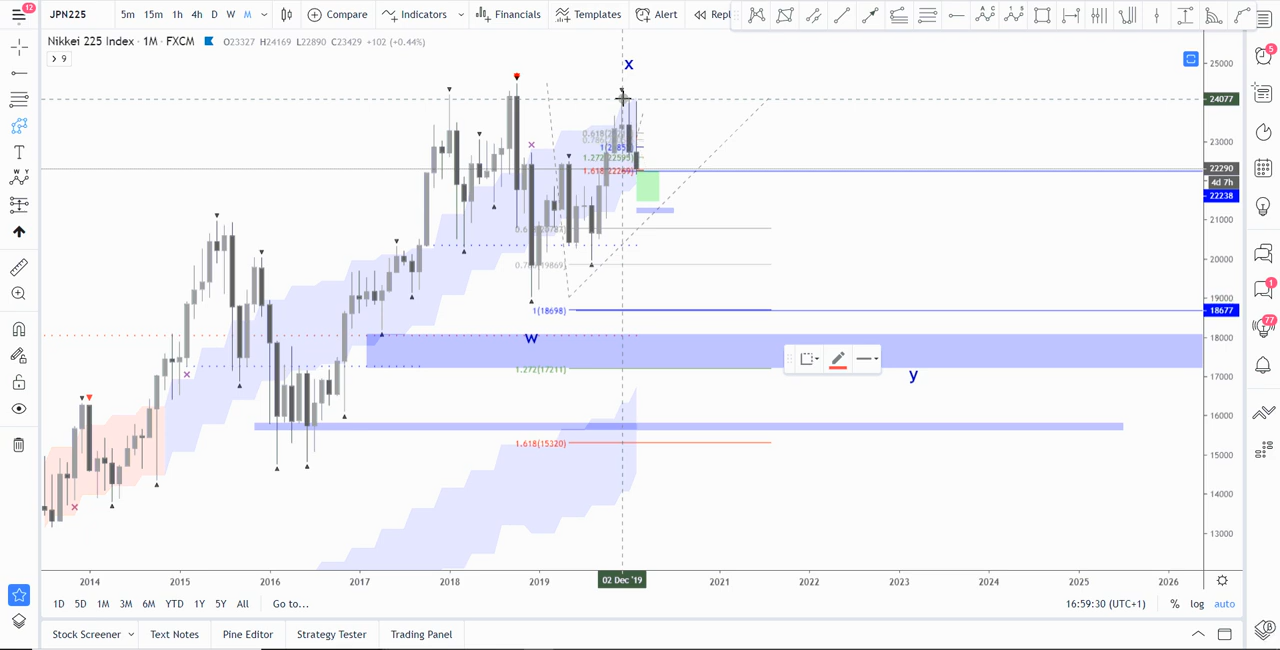 12
JPN225 5m 15m 1h 4h D W M Compare Indicators Financials Templates Alert Repl
Nikkei 225 Index · 1M · FXCM O23327 H24169 L22890 C23429 +102 (+0.44%)
9
x
25000
5
24077
23000
1.272(22595)
1.618(22269)
22290
4d 7h
22238
21000
20000
0.786(19869)
19000
1(18698)
18677
1
w
18000
77
1.272(17211)
17000
y
16000
1.618(15320)
15000
14000
13000
2014 2015 2016 2017 2018 2019 02 Dec '19 2021 2022 2023 2024 2025 2026
1D 5D 1M 3M 6M YTD 1Y 5Y All Go to... 16:59:30 (UTC+1) % log auto
Stock Screener Text Notes Pine Editor Strategy Tester Trading Panel